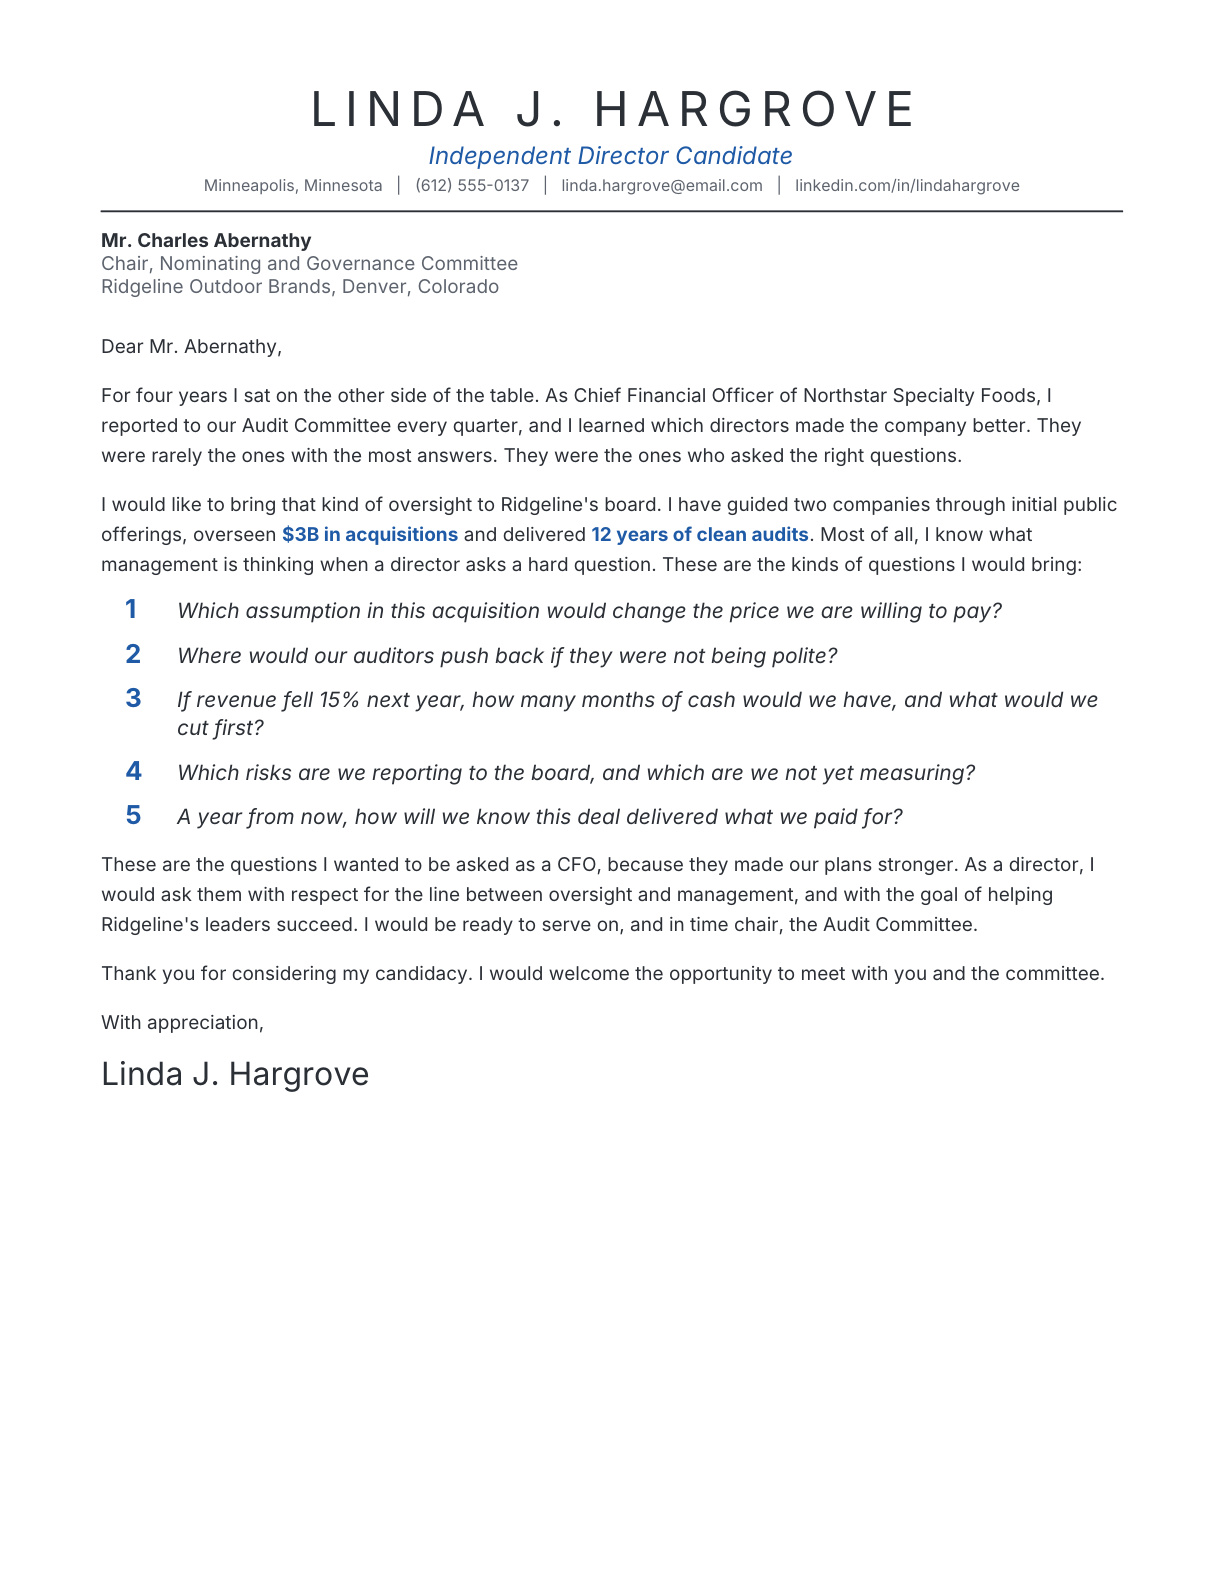 LINDA J. HARGROVE
Independent Director Candidate
Minneapolis, Minnesota | (612) 555-0137 | linda.hargrove@email.com | linkedin.com/in/lindahargrove
Mr. Charles Abernathy
Chair, Nominating and Governance Committee
Ridgeline Outdoor Brands, Denver, Colorado
Dear Mr. Abernathy,
For four years I sat on the other side of the table. As Chief Financial Officer of Northstar Specialty Foods, I
reported to our Audit Committee every quarter, and I learned which directors made the company better. They
were rarely the ones with the most answers. They were the ones who asked the right questions.
I would like to bring that kind of oversight to Ridgeline's board. I have guided two companies through initial public
offerings, overseen $3B in acquisitions and delivered 12 years of clean audits. Most of all, I know what
management is thinking when a director asks a hard question. These are the kinds of questions I would bring:
1 Which assumption in this acquisition would change the price we are willing to pay?
2 Where would our auditors push back if they were not being polite?
3 If revenue fell 15% next year, how many months of cash would we have, and what would we
cut first?
4 Which risks are we reporting to the board, and which are we not yet measuring?
5 A year from now, how will we know this deal delivered what we paid for?
These are the questions I wanted to be asked as a CFO, because they made our plans stronger. As a director, I
would ask them with respect for the line between oversight and management, and with the goal of helping
Ridgeline's leaders succeed. I would be ready to serve on, and in time chair, the Audit Committee.
Thank you for considering my candidacy. I would welcome the opportunity to meet with you and the committee.
With appreciation,
Linda J. Hargrove